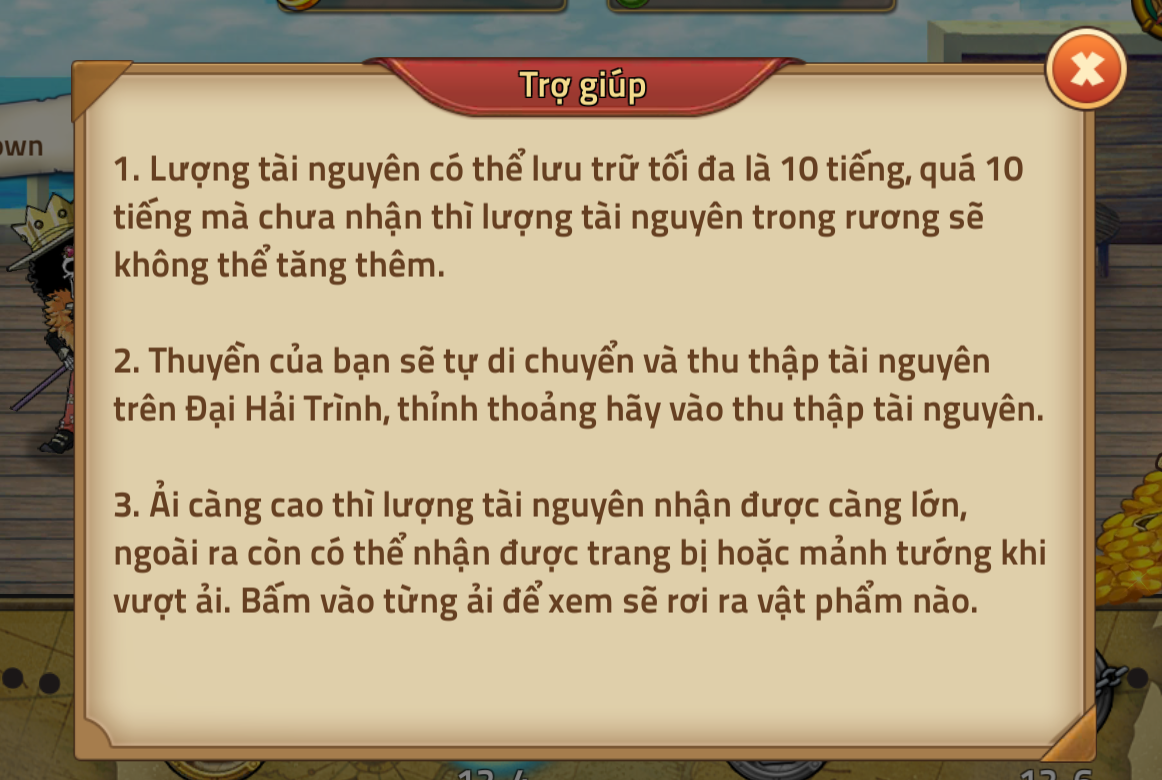 Trợ giúp
own
1. Lượng tài nguyên có thể lưu trữ tối đa là 10 tiếng, quá 10
tiếng mà chưa nhận thì lượng tài nguyên trong rương sẽ
không thể tăng thêm.
2. Thuyền của bạn sẽ tự di chuyển và thu thập tài nguyên
trên Đại Hải Trình, thỉnh thoảng hãy vào thu thập tài nguyên.
3. Ải càng cao thì lượng tài nguyên nhận được càng lớn,
ngoài ra còn có thể nhận được trang bị hoặc mảnh tướng khi
vượt ải. Bấm vào từng ải để xem sẽ rơi ra vật phẩm nào.